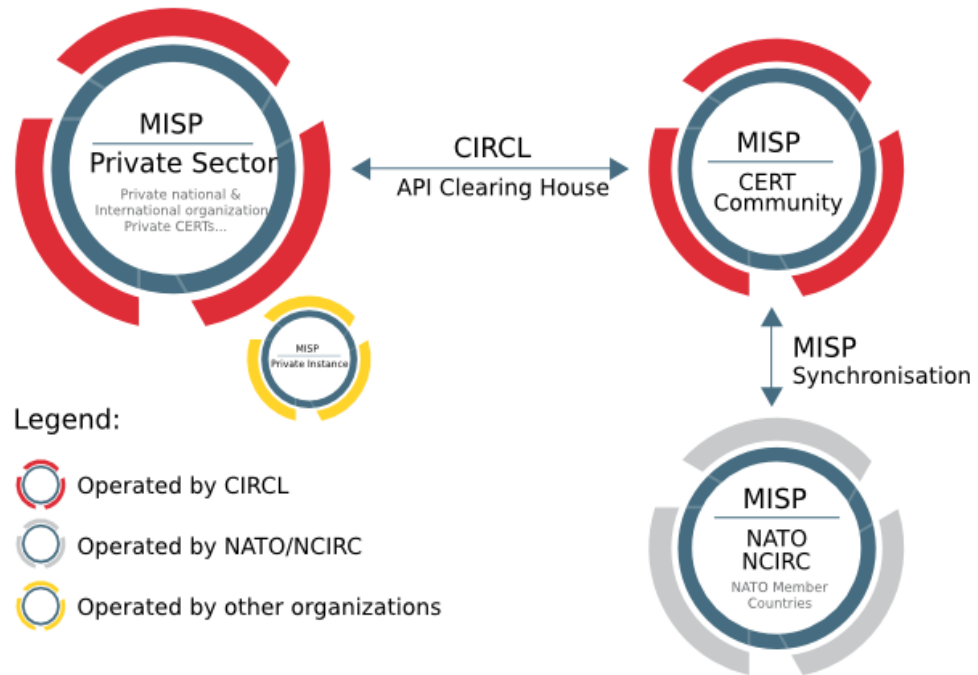 MISP
Private Sector
Private national &
International organization
Private CERTs...
CIRCL
API Clearing House
MISP
CERT
Community
MISP
Private Instance
MISP
Synchronisation
MISP
NATO
NCIRC
NATO Member
Countries
Legend:
Operated by CIRCL
Operated by NATO/NCIRC
Operated by other organizations